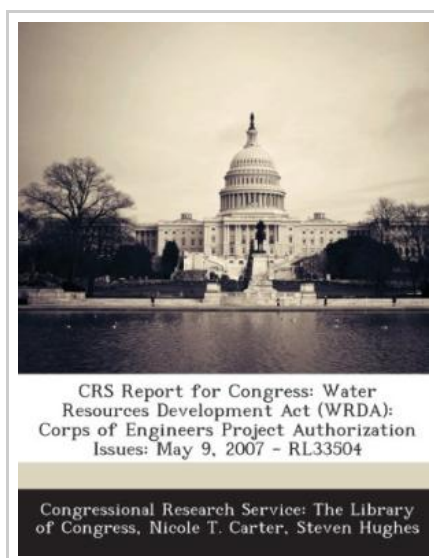 CRS Report for Congress: Water
Resources Development Act (WRDA):
Corps of Engineers Project Authorization
Issues: May 9, 2007 - RL33504
Congressional Research Service: The Library
of Congress, Nicole T. Carter, Steven Hughes